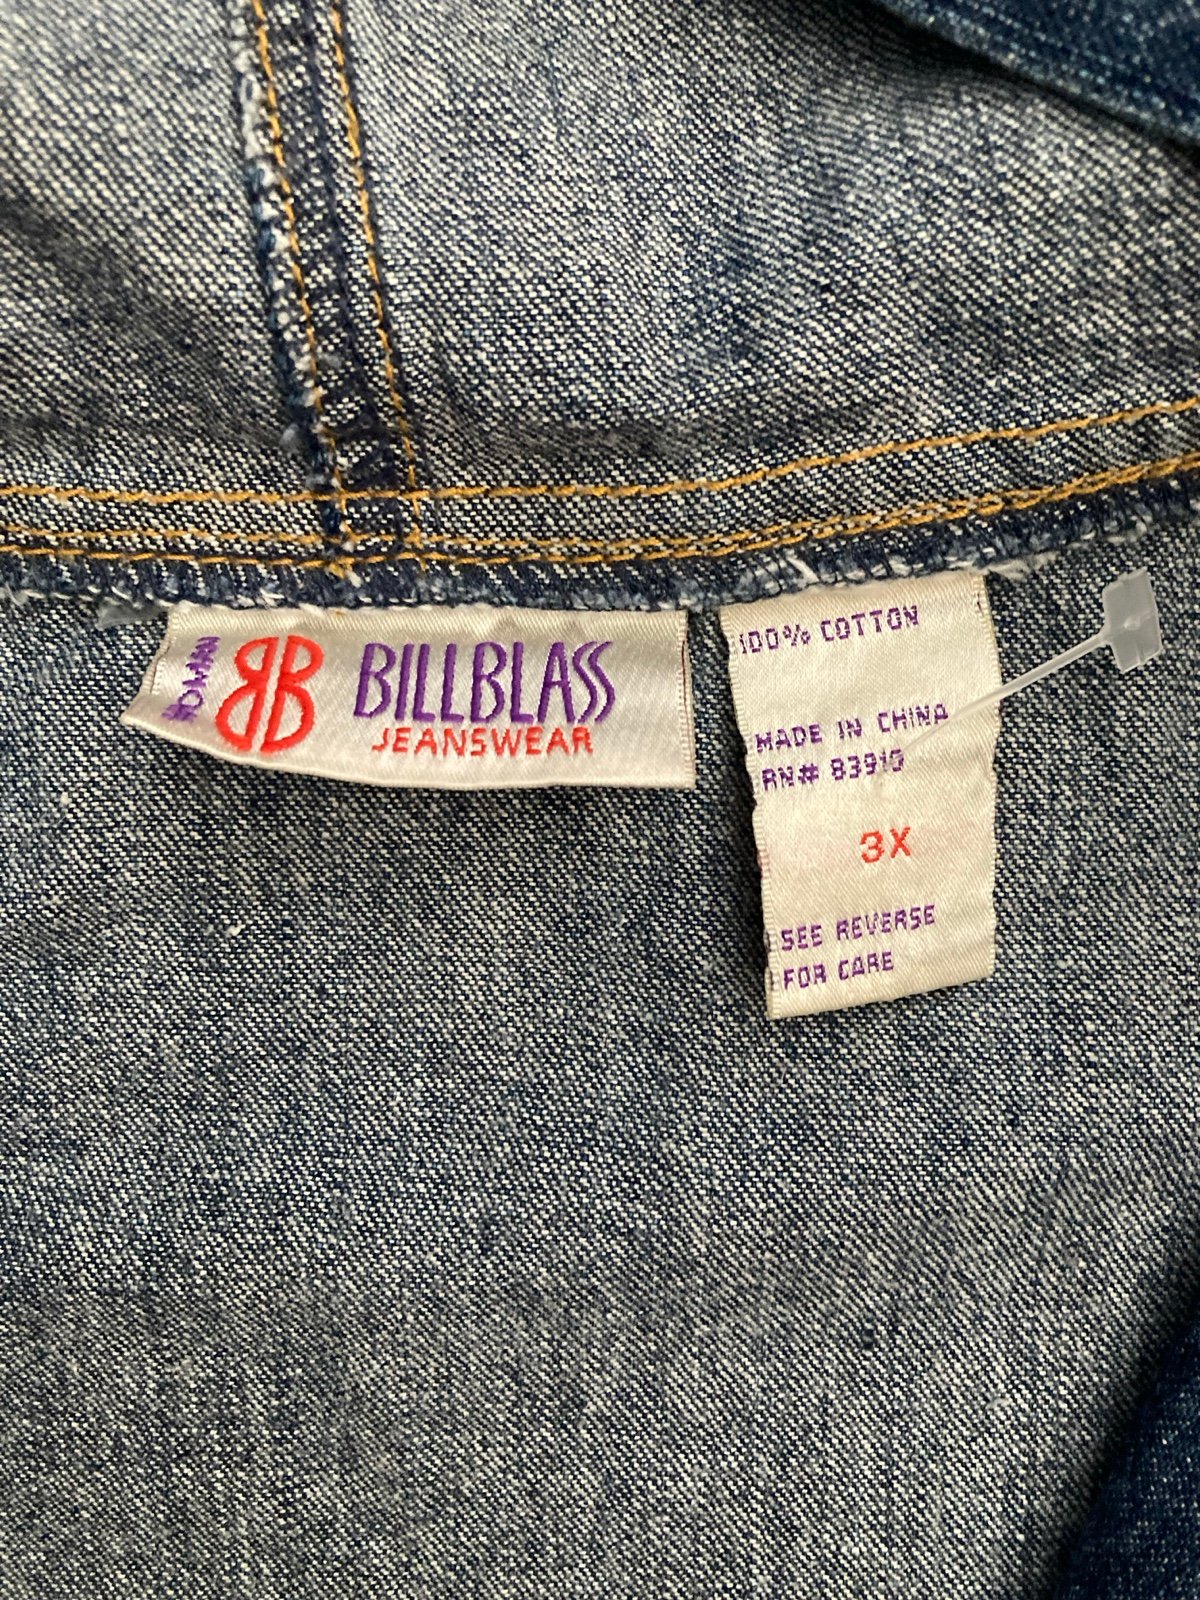 WOMAN
BB
BILLBLASS
JEANSWEAR
100% COTTON
MADE IN CHINA
RN# 83910
3X
SEE REVERSE
FOR CARE